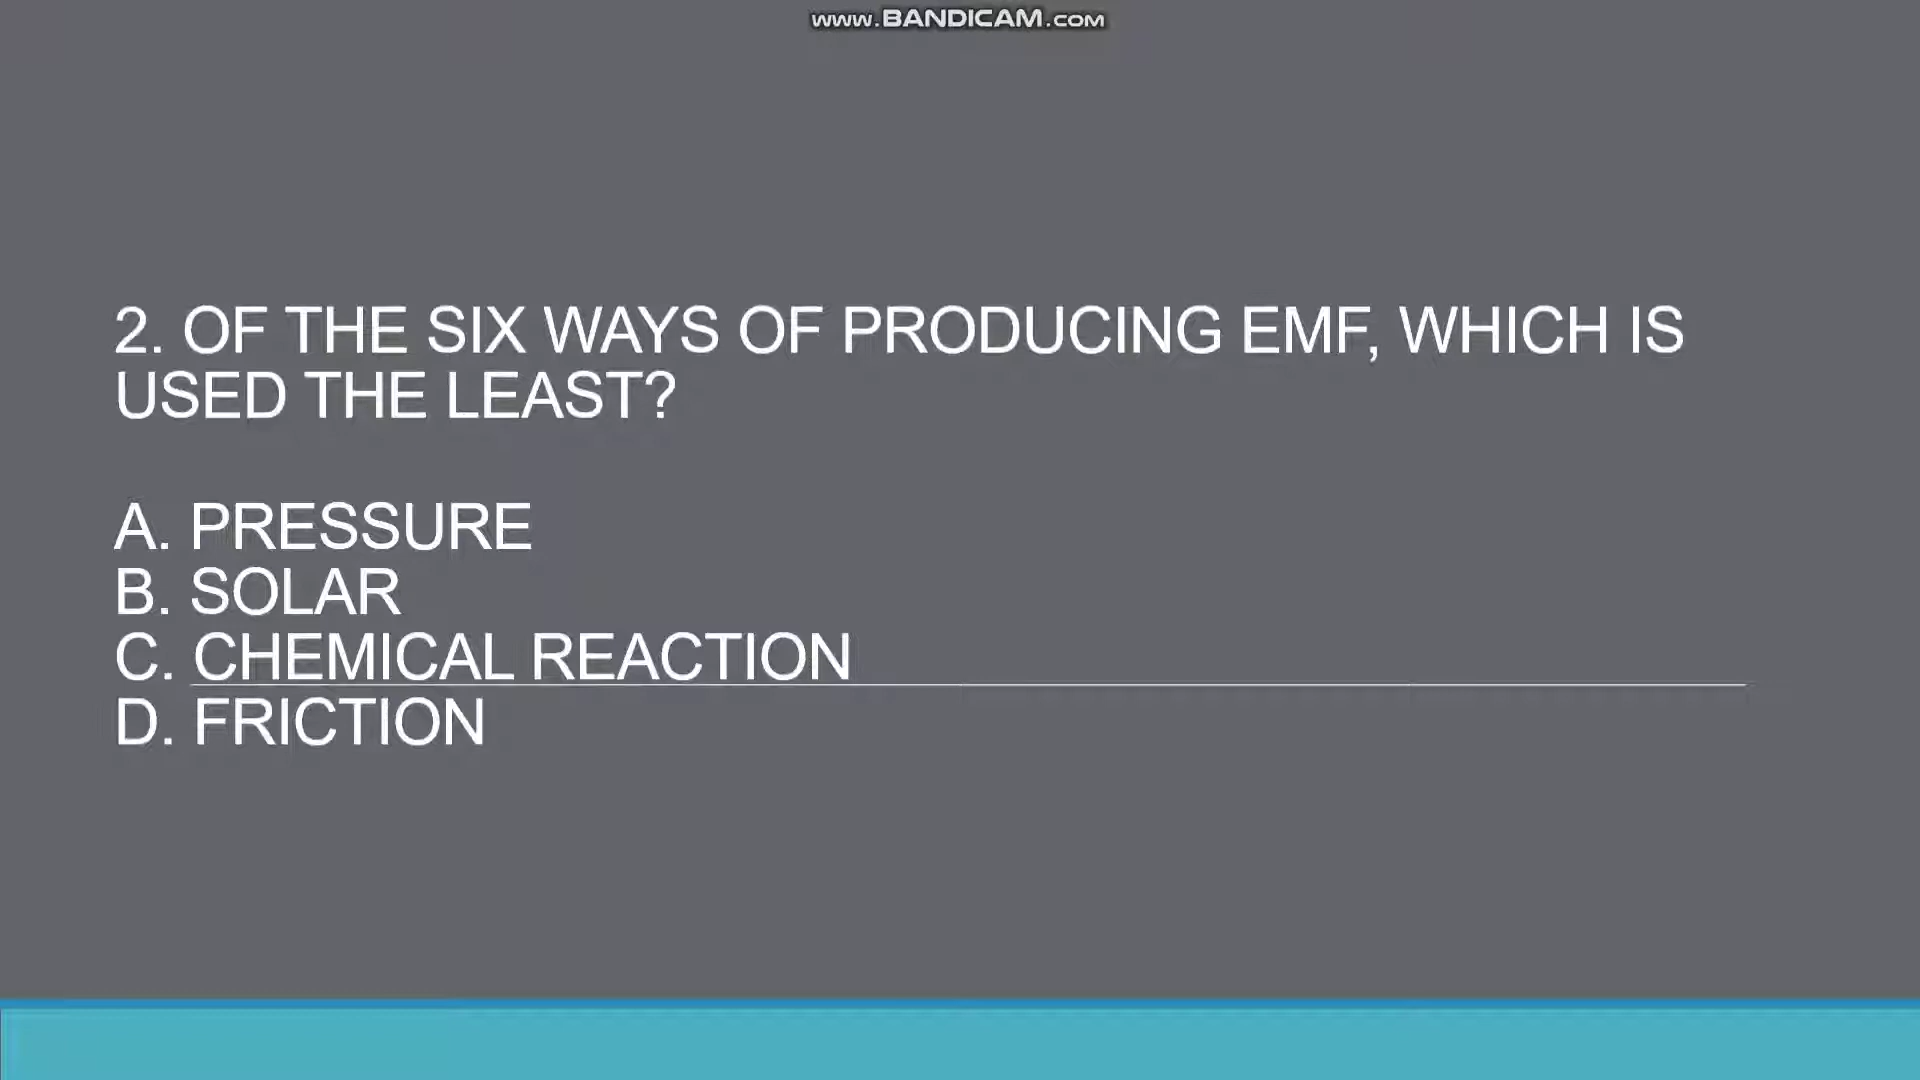 www.BANDICAM.com
2. OF THE SIX WAYS OF PRODUCING EMF, WHICH IS
USED THE LEAST?
A. PRESSURE
B. SOLAR
C. CHEMICAL REACTION
D. FRICTION